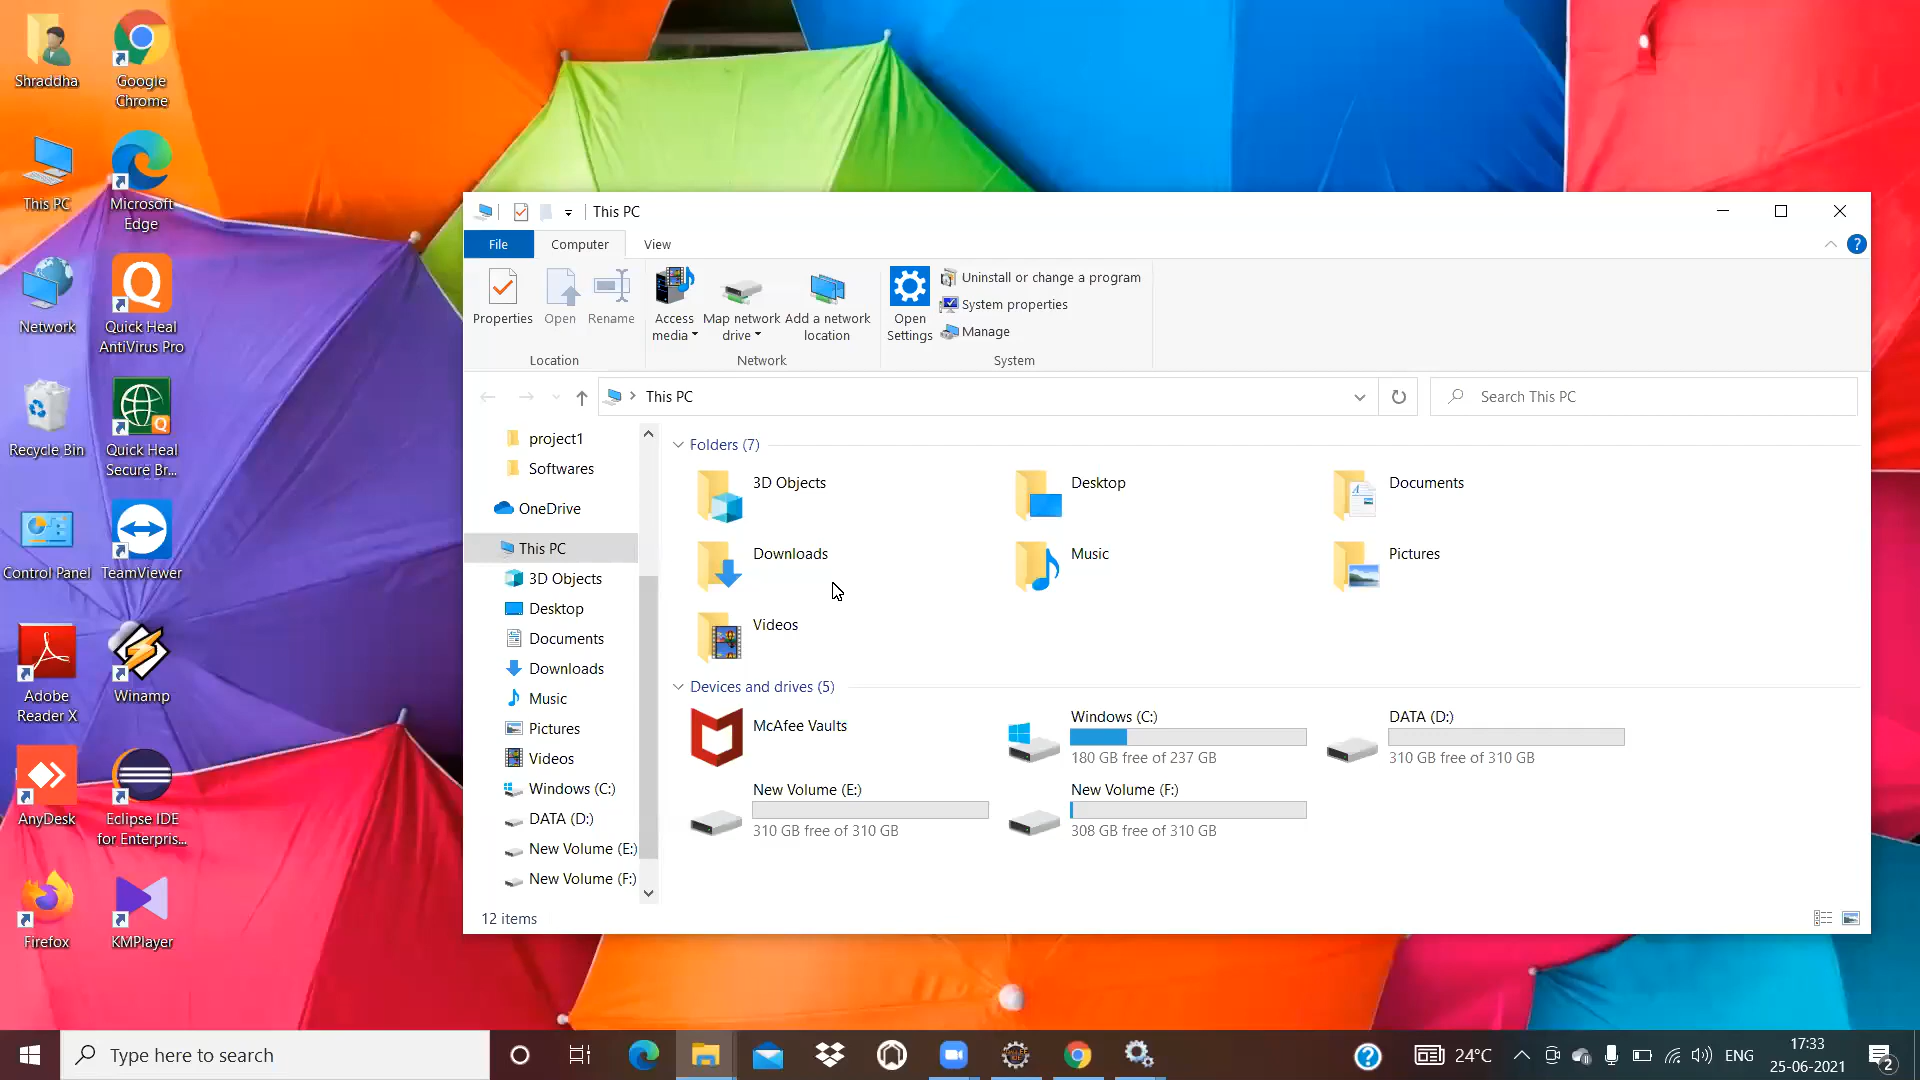 Shraddha
Google
Chrome
This PC
Microsoft
Edge
Network
Quick Heal
AntiVirus Pro
Recycle Bin
Quick Heal
Secure Br...
Control Panel
TeamViewer
Adobe
Reader X
Winamp
AnyDesk
Eclipse IDE
for Enterpris...
Firefox
KMPlayer
This PC
File
Computer
View
?
Properties
Open
Rename
Location
Access
media
Map network
drive
Add a network
location
Network
Open
Settings
Uninstall or change a program
System properties
Manage
System
This PC
Search This PC
project1
Softwares
OneDrive
This PC
3D Objects
Desktop
Documents
Downloads
Music
Pictures
Videos
Windows (C:)
DATA (D:)
New Volume (E:)
New Volume (F:)
Folders (7)
3D Objects
Desktop
Documents
Downloads
Music
Pictures
Videos
Devices and drives (5)
McAfee Vaults
Windows (C:)
180 GB free of 237 GB
DATA (D:)
310 GB free of 310 GB
New Volume (E:)
310 GB free of 310 GB
New Volume (F:)
308 GB free of 310 GB
12 items
Type here to search
?
24°C
ENG
17:33
25-06-2021
2